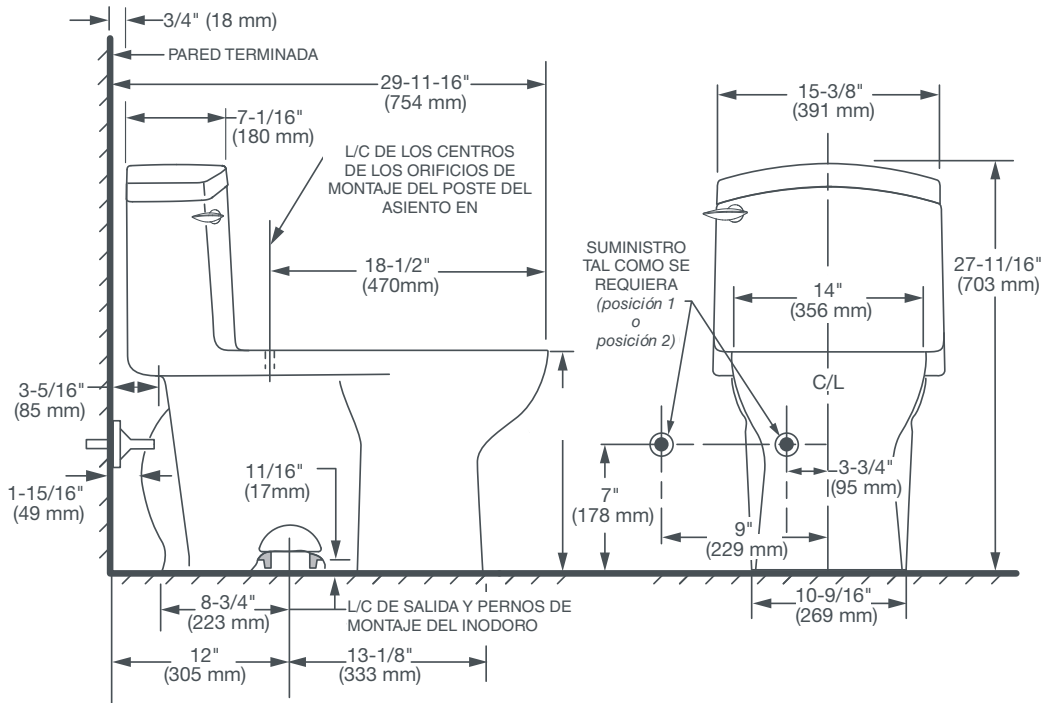 3/4" (18 mm)
PARED TERMINADA
29-11-16"
(754 mm)
7-1/16"
(180 mm)
L/C DE LOS CENTROS
DE LOS ORIFICIOS DE
MONTAJE DEL POSTE DEL
ASIENTO EN
18-1/2"
(470mm)
3-5/16"
(85 mm)
1-15/16"
(49 mm)
11/16"
(17mm)
8-3/4"
(223 mm)
L/C DE SALIDA Y PERNOS DE
MONTAJE DEL INODORO
12"
(305 mm)
13-1/8"
(333 mm)
15-3/8"
(391 mm)
SUMINISTRO
TAL COMO SE
REQUIERA
(posición 1
o
posición 2)
14"
(356 mm)
27-11/16"
(703 mm)
C/L
3-3/4"
(95 mm)
7"
(178 mm)
9"
(229 mm)
10-9/16"
(269 mm)